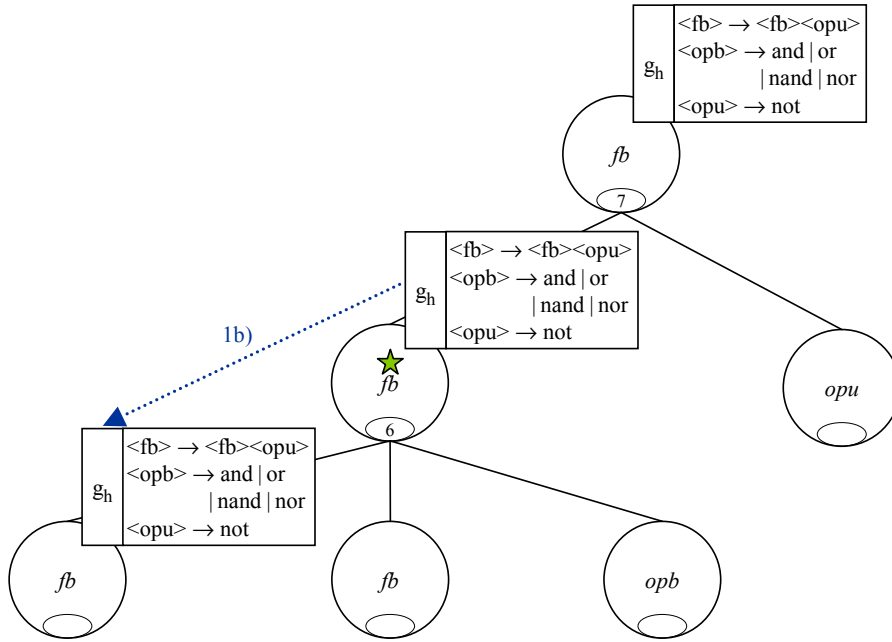 <fb> → <fb><opu>
<opb> → and | or
| nand | nor
<opu> → not
g_h
fb
7
<fb> → <fb><opu>
<opb> → and | or
| nand | nor
<opu> → not
g_h
1b)
fb
opu
6
<fb> → <fb><opu>
<opb> → and | or
| nand | nor
<opu> → not
g_h
fb
fb
opb